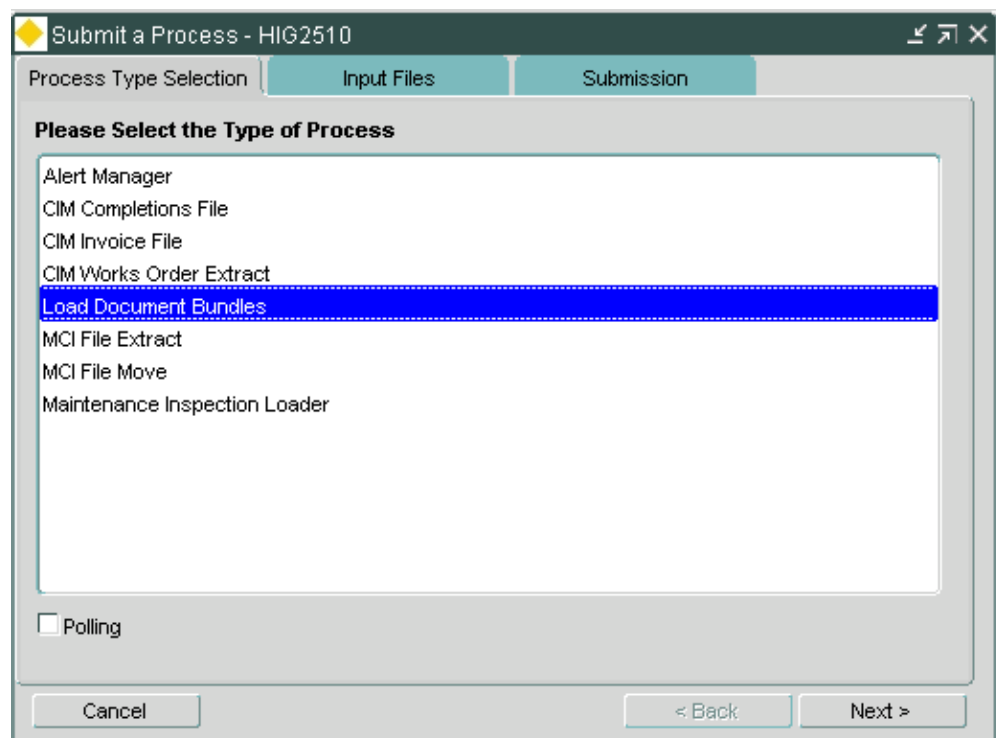 Submit a Process - HIG2510
Process Type Selection Input Files Submission
Please Select the Type of Process
Alert Manager
CIM Completions File
CIM Invoice File
CIM Works Order Extract
Load Document Bundles
MCI File Extract
MCI File Move
Maintenance Inspection Loader
Polling
Cancel < Back Next >